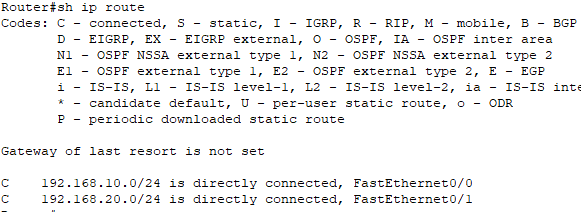 Router#sh ip route
Codes: C - connected, S - static, I - IGRP, R - RIP, M - mobile, B - BGP
D - EIGRP, EX - EIGRP external, O - OSPF, IA - OSPF inter area
N1 - OSPF NSSA external type 1, N2 - OSPF NSSA external type 2
E1 - OSPF external type 1, E2 - OSPF external type 2, E - EGP
i - IS-IS, L1 - IS-IS level-1, L2 - IS-IS level-2, ia - IS-IS inte
* - candidate default, U - per-user static route, o - ODR
P - periodic downloaded static route
Gateway of last resort is not set
C 192.168.10.0/24 is directly connected, FastEthernet0/0
C 192.168.20.0/24 is directly connected, FastEthernet0/1